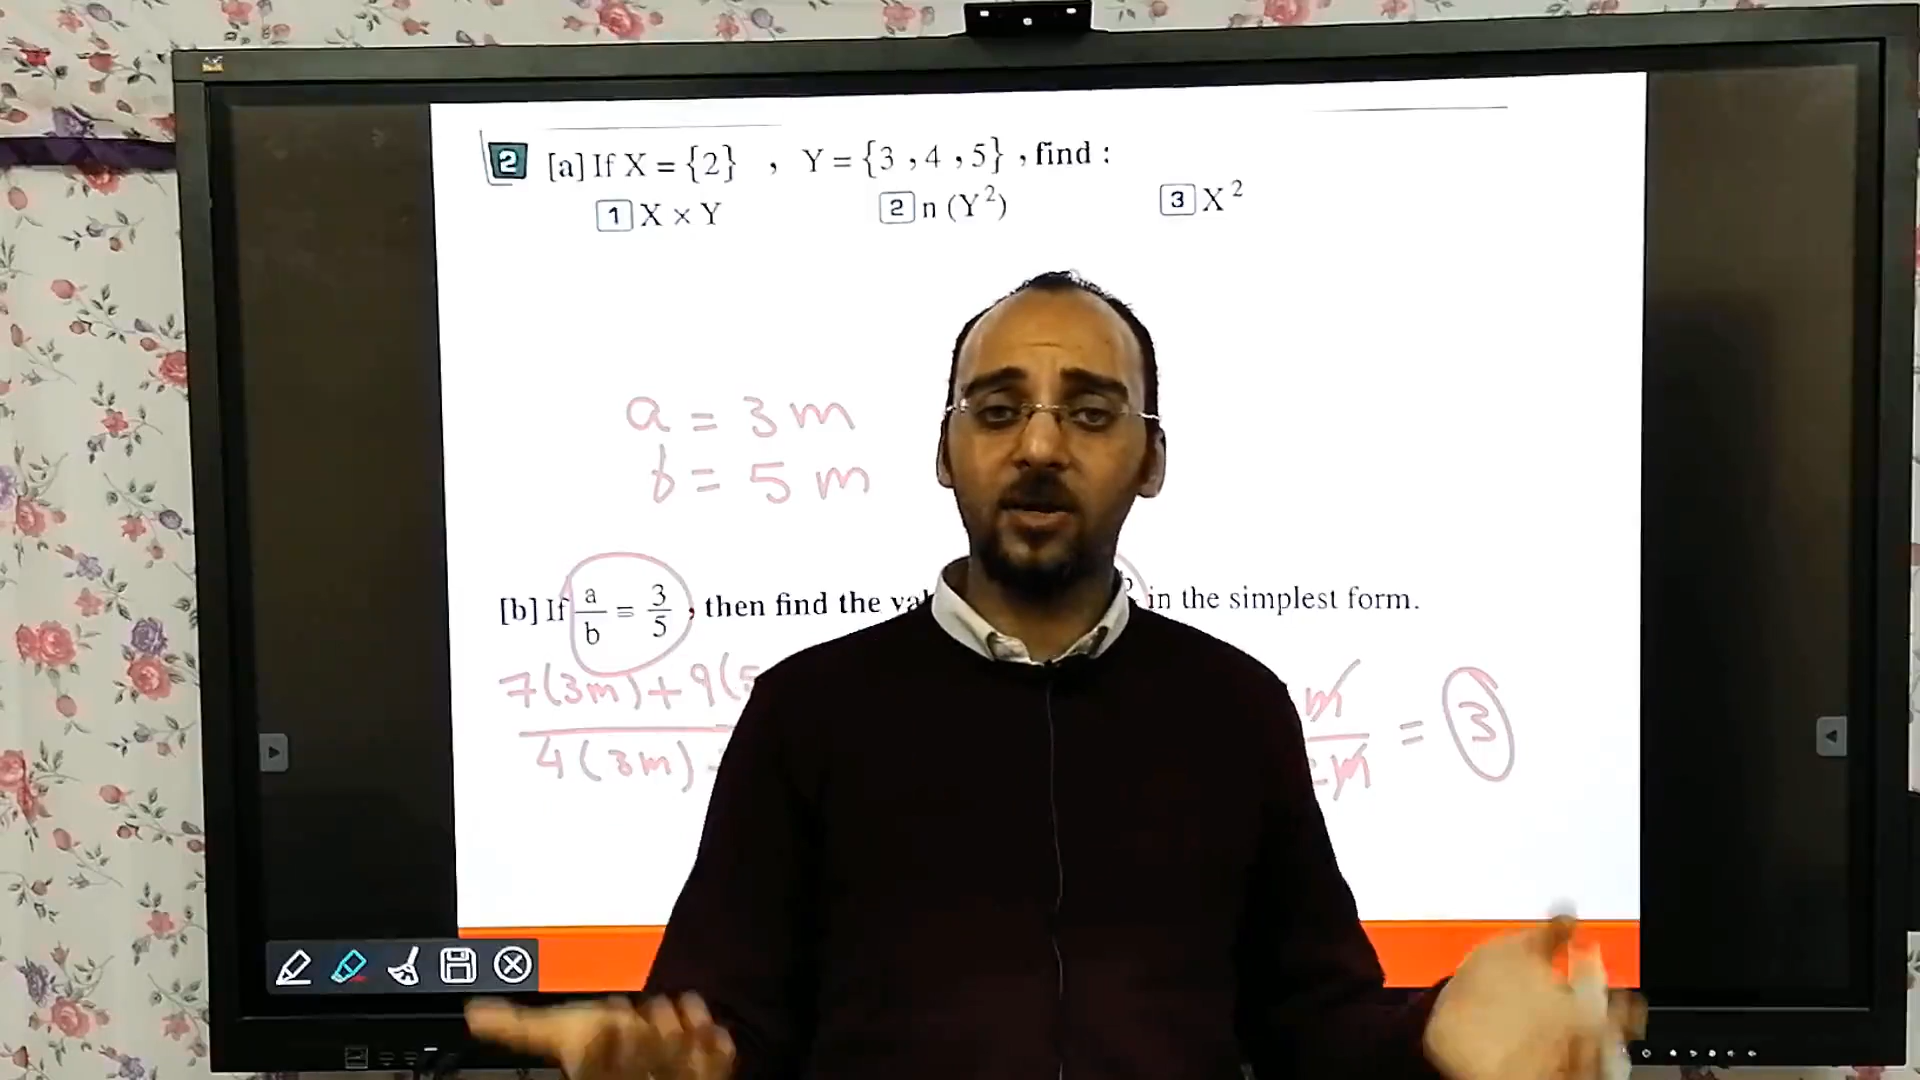 2 [a] If X = {2} , Y = {3 , 4 , 5} , find :
1 X × Y 2 n (Y²) 3 X²
a = 3m
b = 5m
[b] If a/b = 3/5 , then find the b in the simplest form.
7(3m) + 9(5 m = 3
4(3m) m